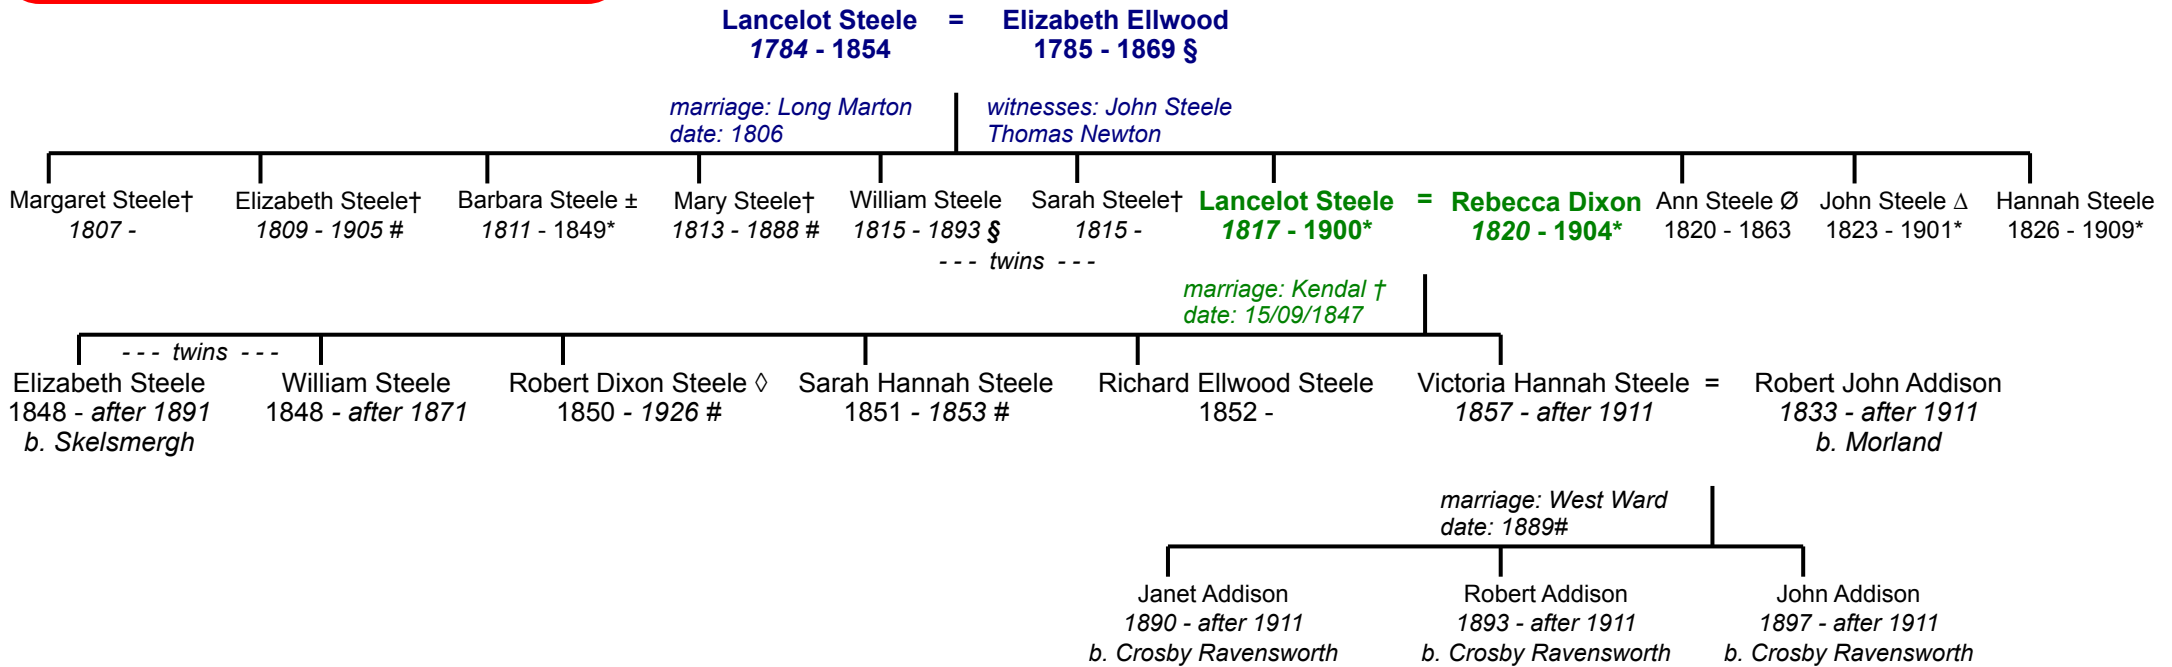 Lancelot Steele = Elizabeth Ellwood
1784 - 1854 1785 - 1869 §
marriage: Long Marton witnesses: John Steele
date: 1806 Thomas Newton
Margaret Steele† Elizabeth Steele† Barbara Steele ± Mary Steele† William Steele Sarah Steele† Lancelot Steele = Rebecca Dixon Ann Steele Ø John Steele Δ Hannah Steele
1807 - 1809 - 1905 # 1811 - 1849* 1813 - 1888 # 1815 - 1893 § 1815 - 1817 - 1900* 1820 - 1904* 1820 - 1863 1823 - 1901* 1826 - 1909*
- - - twins - - -
marriage: Kendal †
date: 15/09/1847
- - - twins - - -
Elizabeth Steele William Steele Robert Dixon Steele ◊ Sarah Hannah Steele Richard Ellwood Steele Victoria Hannah Steele = Robert John Addison
1848 - after 1891 1848 - after 1871 1850 - 1926 # 1851 - 1853 # 1852 - 1857 - after 1911 1833 - after 1911
b. Skelsmergh b. Morland
marriage: West Ward
date: 1889#
Janet Addison Robert Addison John Addison
1890 - after 1911 1893 - after 1911 1897 - after 1911
b. Crosby Ravensworth b. Crosby Ravensworth b. Crosby Ravensworth